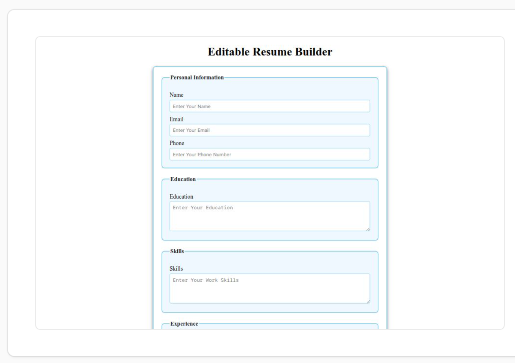 Editable Resume Builder
Personal Information
Name
Enter Your Name
Email
Enter Your Email
Phone
Enter Your Phone Number
Education
Education
Enter Your Education
Skills
Skills
Enter Your Work Skills
Experience